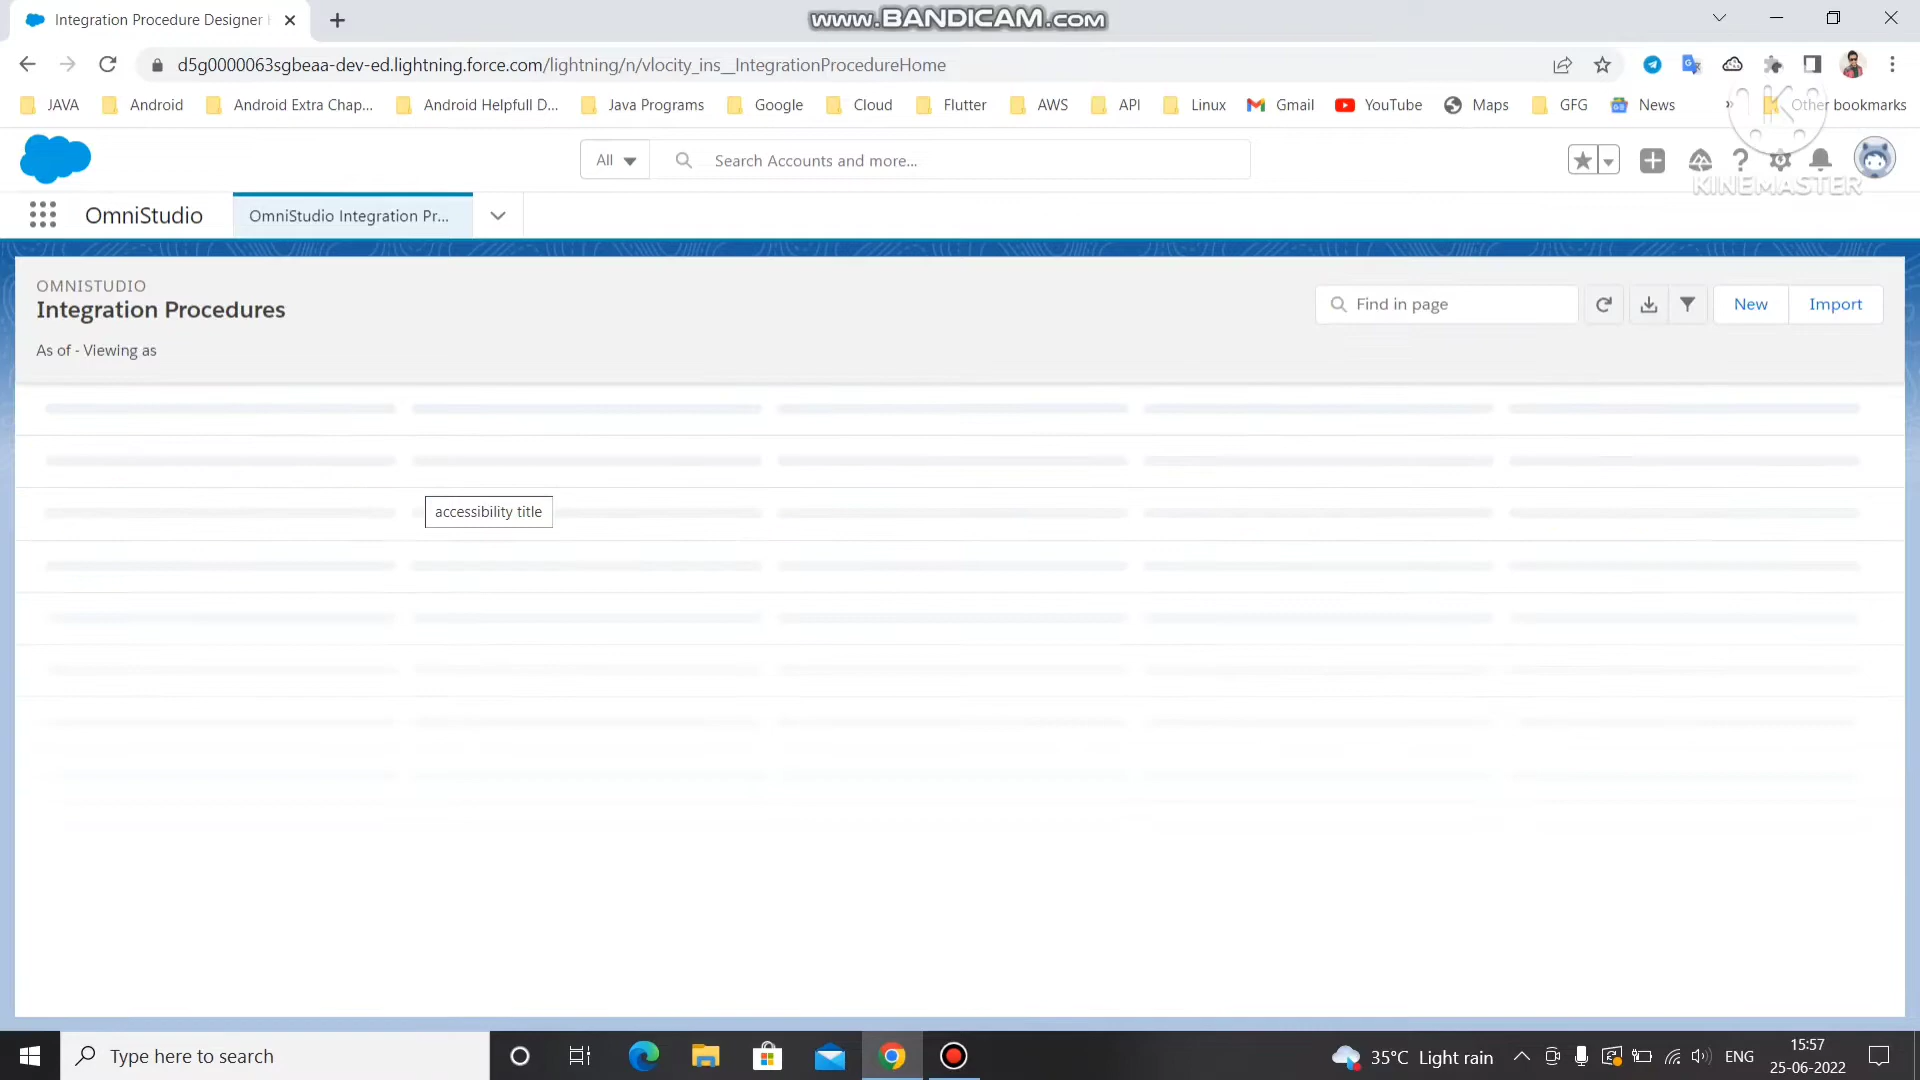 Integration Procedure Designer
www.BANDICAM.com
d5g0000063sgbeaa-dev-ed.lightning.force.com/lightning/n/vlocity_ins__IntegrationProcedureHome
JAVA
Android
Android Extra Chap...
Android Helpfull D...
Java Programs
Google
Cloud
Flutter
AWS
API
Linux
Gmail
YouTube
Maps
GFG
News
»
Other bookmarks
All
Search Accounts and more...
KINEMASTER
OmniStudio
OmniStudio Integration Pr...
OMNISTUDIO
Integration Procedures
As of - Viewing as
Find in page
New
Import
accessibility title
Type here to search
35°C Light rain
ENG
15:57
25-06-2022